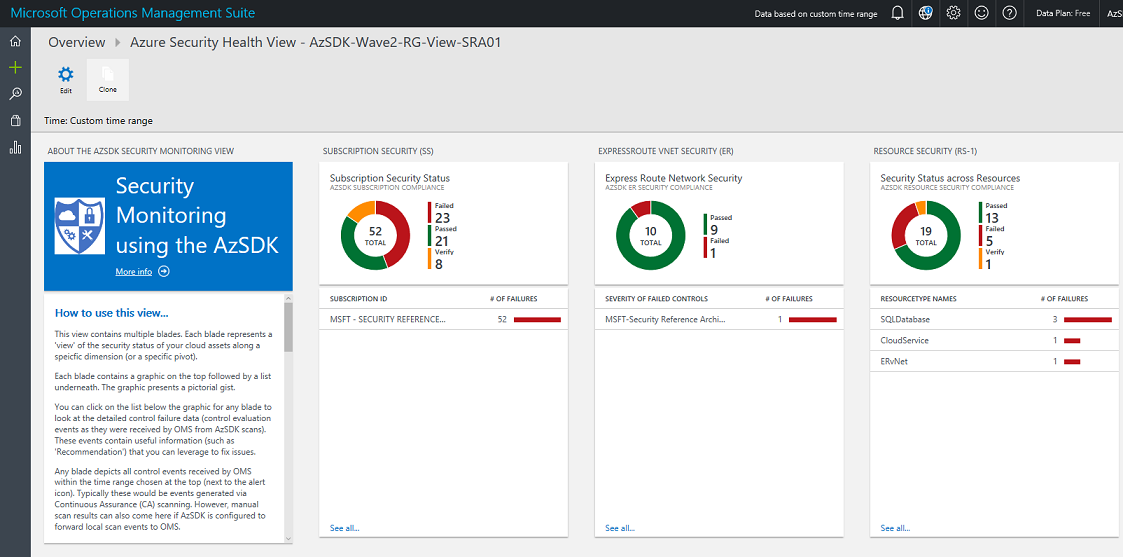 Microsoft Operations Management Suite
Data based on custom time range
Data Plan: Free
AzS
Overview
Azure Security Health View - AzSDK-Wave2-RG-View-SRA01
Edit
Clone
Time: Custom time range
ABOUT THE AZSDK SECURITY MONITORING VIEW
Security
Monitoring
using the AzSDK
More info
How to use this view...
This view contains multiple blades. Each blade represents a
'view' of the security status of your cloud assets along a
speicfic dimension (or a specific pivot).
Each blade contains a graphic on the top followed by a list
underneath. The graphic presents a pictorial gist.
You can click on the list below the graphic for any blade to
look at the detailed control failure data (control evaluation
events as they were received by OMS from AzSDK scans).
These events contain useful information (such as
'Recommendation') that you can leverage to fix issues.
Any blade depicts all control events received by OMS
within the time range chosen at the top (next to the alert
icon). Typically these would be events generated via
Continuous Assurance (CA) scanning. However, manual
scan results can also come here if AzSDK is configured to
forward local scan events to OMS.
SUBSCRIPTION SECURITY (SS)
Subscription Security Status
AZSDK SUBSCRIPTION COMPLIANCE
52
TOTAL
Failed
23
Passed
21
Verify
8
SUBSCRIPTION ID # OF FAILURES
MSFT - SECURITY REFERENCE... 52
See all...
EXPRESSROUTE VNET SECURITY (ER)
Express Route Network Security
AZSDK ER SECURITY COMPLIANCE
10
TOTAL
Passed
9
Failed
1
SEVERITY OF FAILED CONTROLS # OF FAILURES
MSFT-Security Reference Archi... 1
See all...
RESOURCE SECURITY (RS-1)
Security Status across Resources
AZSDK RESOURCE SECURITY COMPLIANCE
19
TOTAL
Passed
13
Failed
5
Verify
1
RESOURCETYPE NAMES # OF FAILURES
SQLDatabase 3
CloudService 1
ERvNet 1
See all...